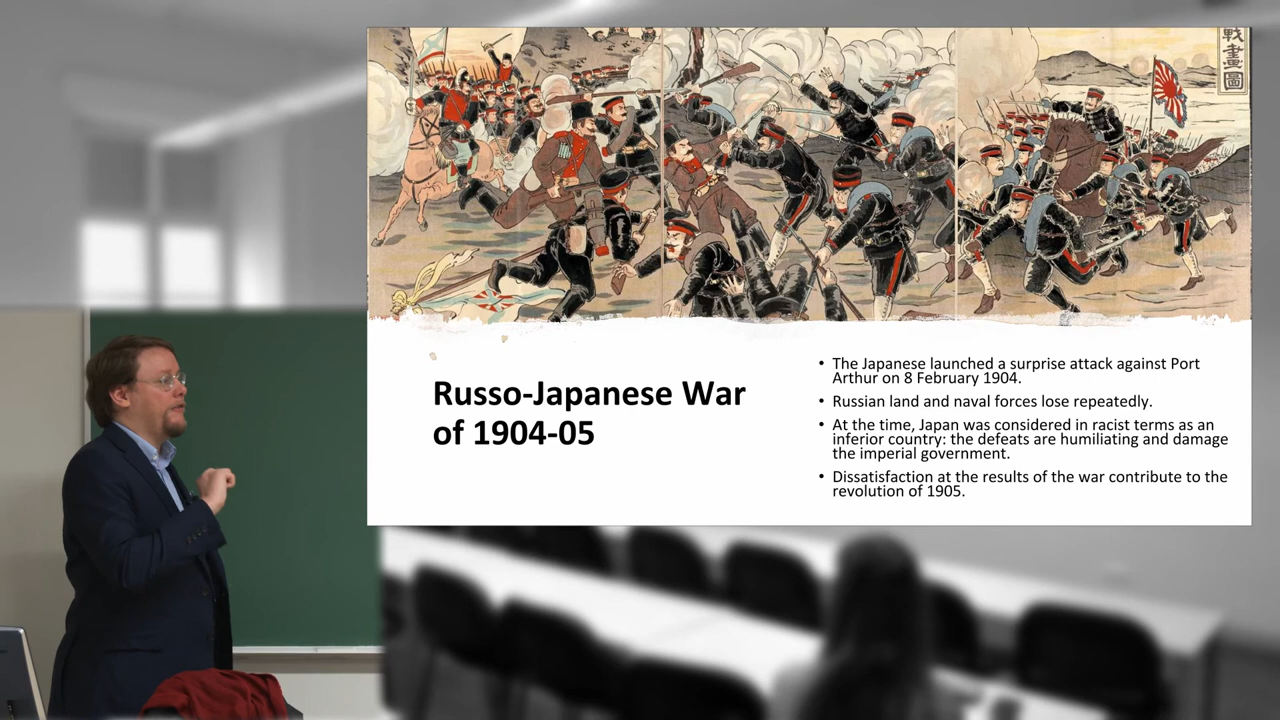 戰畫圖
Russo-Japanese War
of 1904-05
• The Japanese launched a surprise attack against Port
Arthur on 8 February 1904.
• Russian land and naval forces lose repeatedly.
• At the time, Japan was considered in racist terms as an
inferior country: the defeats are humiliating and damage
the imperial government.
• Dissatisfaction at the results of the war contribute to the
revolution of 1905.